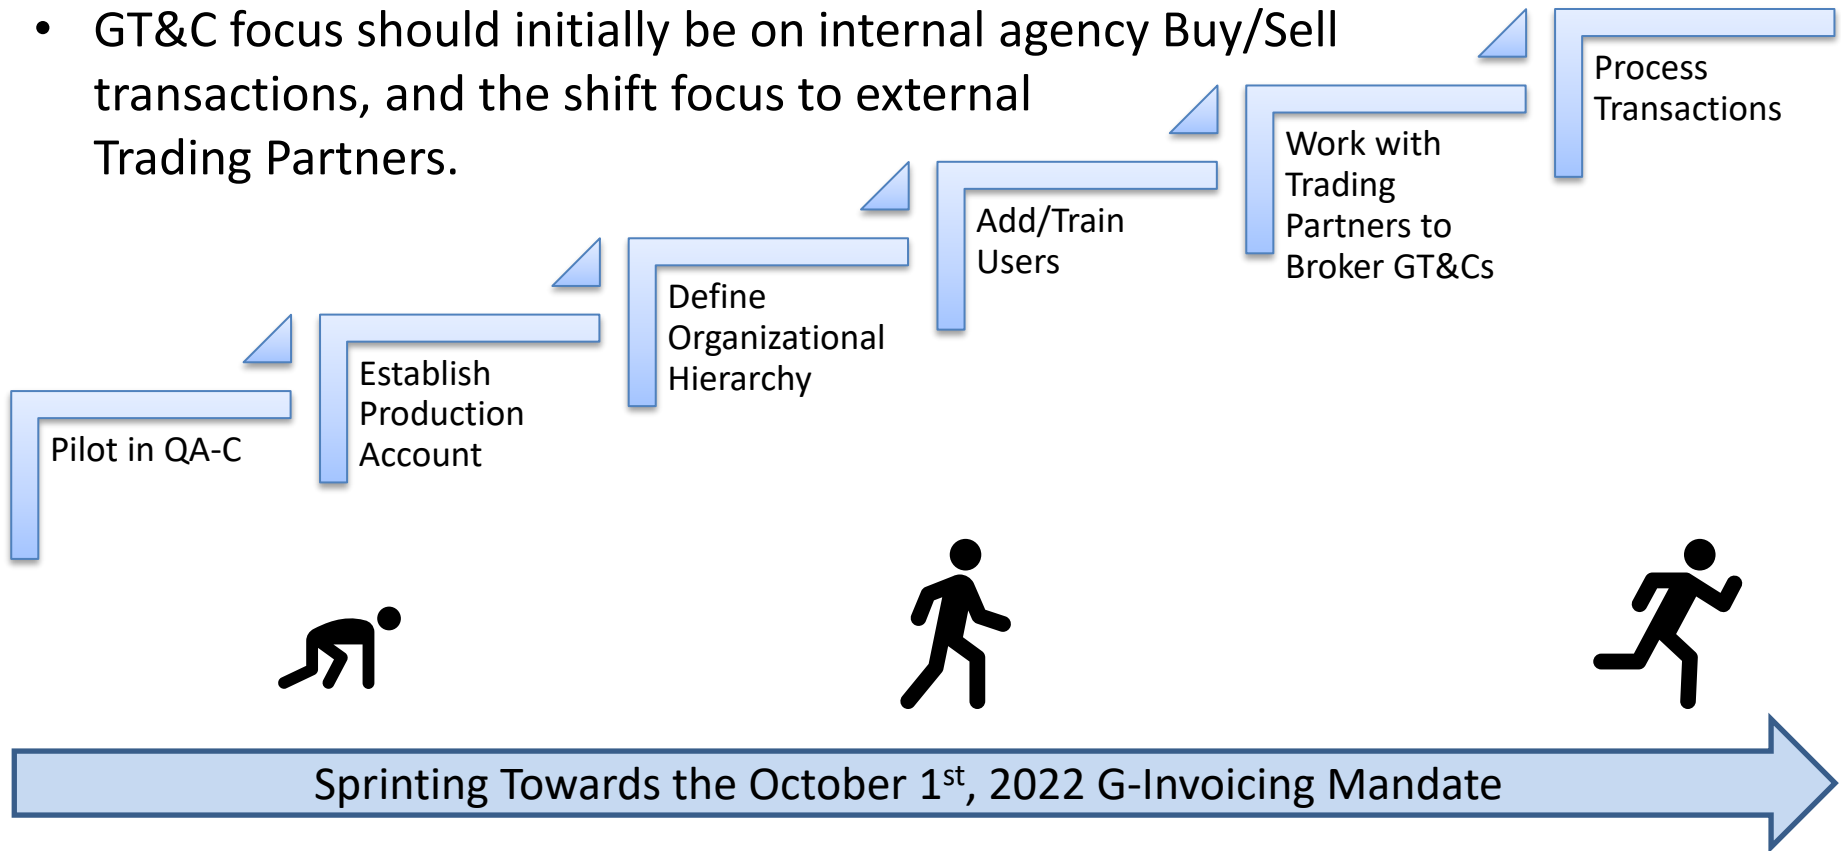 • GT&C focus should initially be on internal agency Buy/Sell
transactions, and the shift focus to external
Trading Partners.
Pilot in QA-C
Establish
Production
Account
Define
Organizational
Hierarchy
Add/Train
Users
Work with
Trading
Partners to
Broker GT&Cs
Process
Transactions
Sprinting Towards the October 1st, 2022 G-Invoicing Mandate